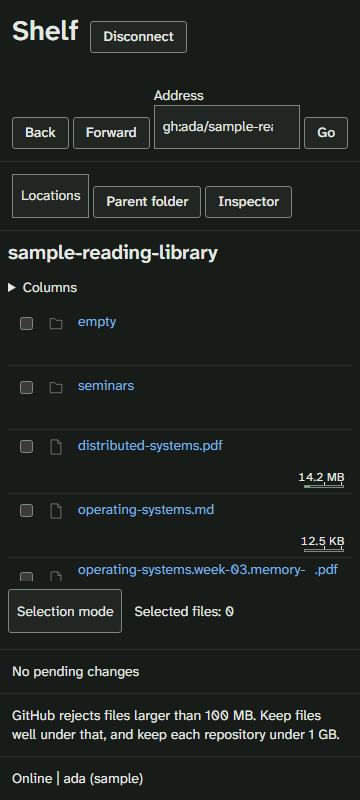 Shelf
Disconnect
Address
Back
Forward
gh:ada/sample-rea
Go
Locations
Parent folder
Inspector
sample-reading-library
Columns
empty
seminars
distributed-systems.pdf
14.2 MB
operating-systems.md
12.5 KB
operating-systems.week-03.memory- .pdf
Selection mode
Selected files: 0
No pending changes
GitHub rejects files larger than 100 MB. Keep files
well under that, and keep each repository under 1 GB.
Online | ada (sample)